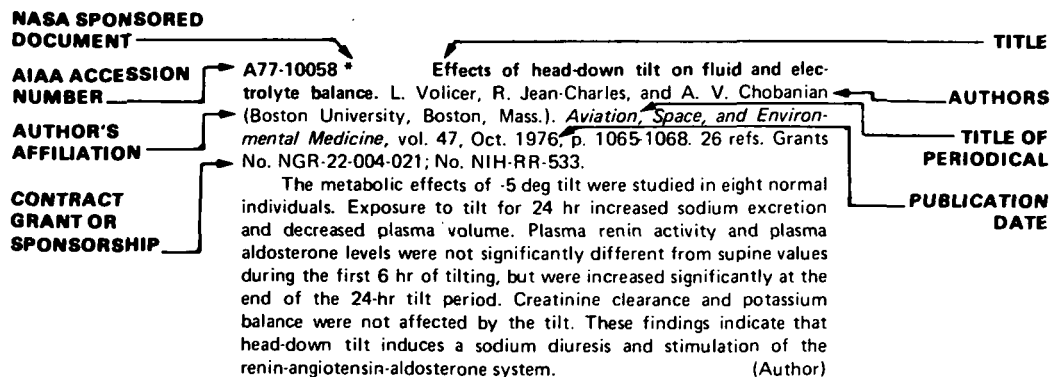 NASA SPONSORED
DOCUMENT
AIAA ACCESSION
NUMBER
AUTHOR'S
AFFILIATION
CONTRACT
GRANT OR
SPONSORSHIP
A77-10058 * Effects of head-down tilt on fluid and elec-
trolyte balance. L. Volicer, R. Jean-Charles, and A. V. Chobanian
(Boston University, Boston, Mass.). Aviation, Space, and Environ-
mental Medicine, vol. 47, Oct. 1976, p. 1065-1068. 26 refs. Grants
No. NGR-22-004-021; No. NIH-RR-533.
The metabolic effects of -5 deg tilt were studied in eight normal
individuals. Exposure to tilt for 24 hr increased sodium excretion
and decreased plasma volume. Plasma renin activity and plasma
aldosterone levels were not significantly different from supine values
during the first 6 hr of tilting, but were increased significantly at the
end of the 24-hr tilt period. Creatinine clearance and potassium
balance were not affected by the tilt. These findings indicate that
head-down tilt induces a sodium diuresis and stimulation of the
renin-angiotensin-aldosterone system. (Author)
TITLE
AUTHORS
TITLE OF
PERIODICAL
PUBLICATION
DATE